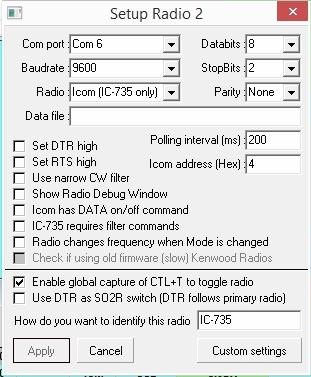 Setup Radio 2
Com port : Com 6 Databits : 8
Baudrate : 9600 StopBits : 2
Radio : Icom (IC-735 only) Parity : None
Data file :
Polling interval (ms) : 200
Set DTR high
Icom address (Hex) : 4
Set RTS high
Use narrow CW filter
Show Radio Debug Window
Icom has DATA on/off command
IC-735 requires filter commands
Radio changes frequency when Mode is changed
Check if using old firmware (slow) Kenwood Radios
Enable global capture of CTL+T to toggle radio
Use DTR as SO2R switch (DTR follows primary radio)
How do you want to identify this radio IC-735
Apply Cancel Custom settings